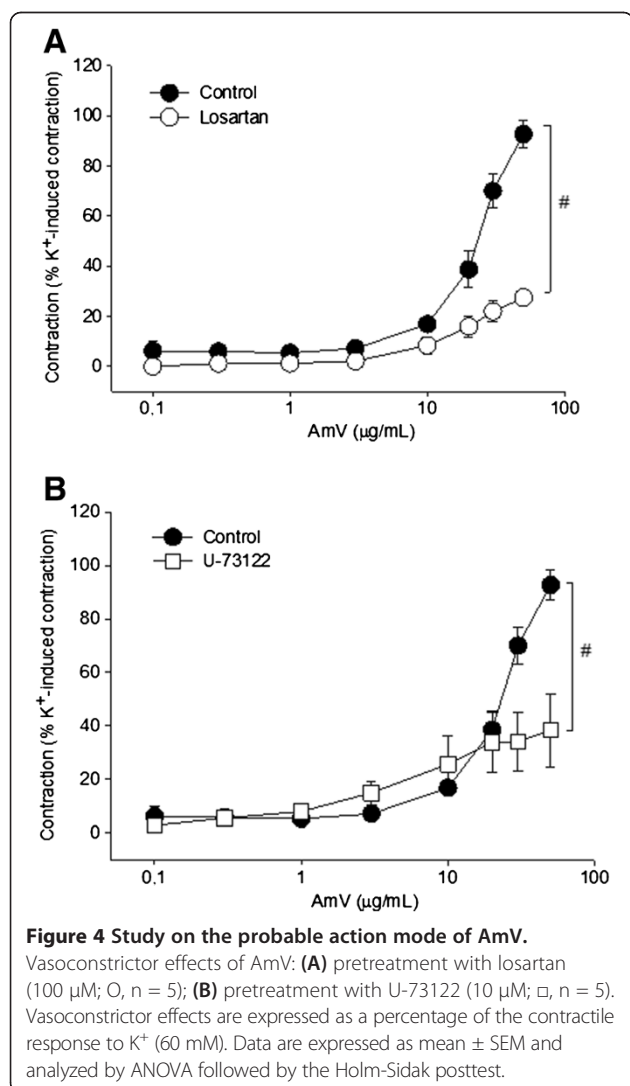 A
120
100
80
60
40
20
0
Contraction (% K⁺-induced contraction)
Control
Losartan
#
0.1
1
10
100
AmV (µg/mL)
B
120
100
80
60
40
20
0
Contraction (% K⁺-induced contraction)
Control
U-73122
#
0.1
1
10
100
AmV (µg/mL)
Figure 4 Study on the probable action mode of AmV.
Vasoconstrictor effects of AmV: (A) pretreatment with losartan
(100 µM; O, n = 5); (B) pretreatment with U-73122 (10 µM; □, n = 5).
Vasoconstrictor effects are expressed as a percentage of the contractile
response to K⁺ (60 mM). Data are expressed as mean ± SEM and
analyzed by ANOVA followed by the Holm-Sidak posttest.